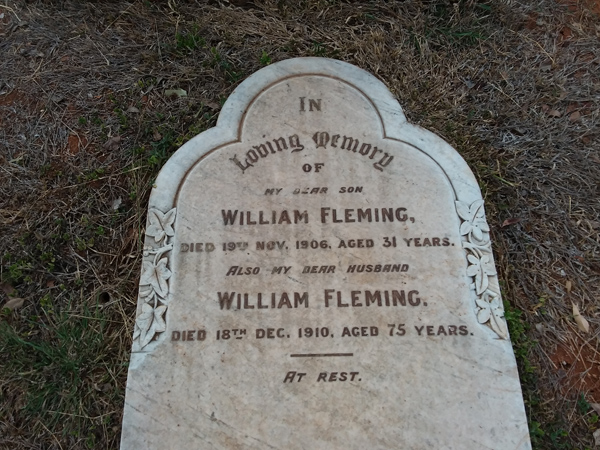 IN
Loving Memory
OF
MY DEAR SON
WILLIAM FLEMING,
DIED 19TH NOV. 1906, AGED 31 YEARS.
ALSO MY DEAR HUSBAND
WILLIAM FLEMING.
DIED 18TH DEC. 1910, AGED 75 YEARS.
AT REST.